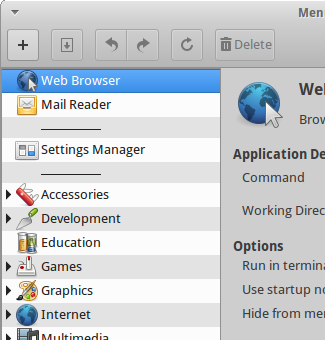 Men
Delete
Web Browser
Mail Reader
Settings Manager
Accessories
Development
Education
Games
Graphics
Internet
Multimedia
Web
Brow
Application De
Command
Working Direc
Options
Run in termina
Use startup no
Hide from men